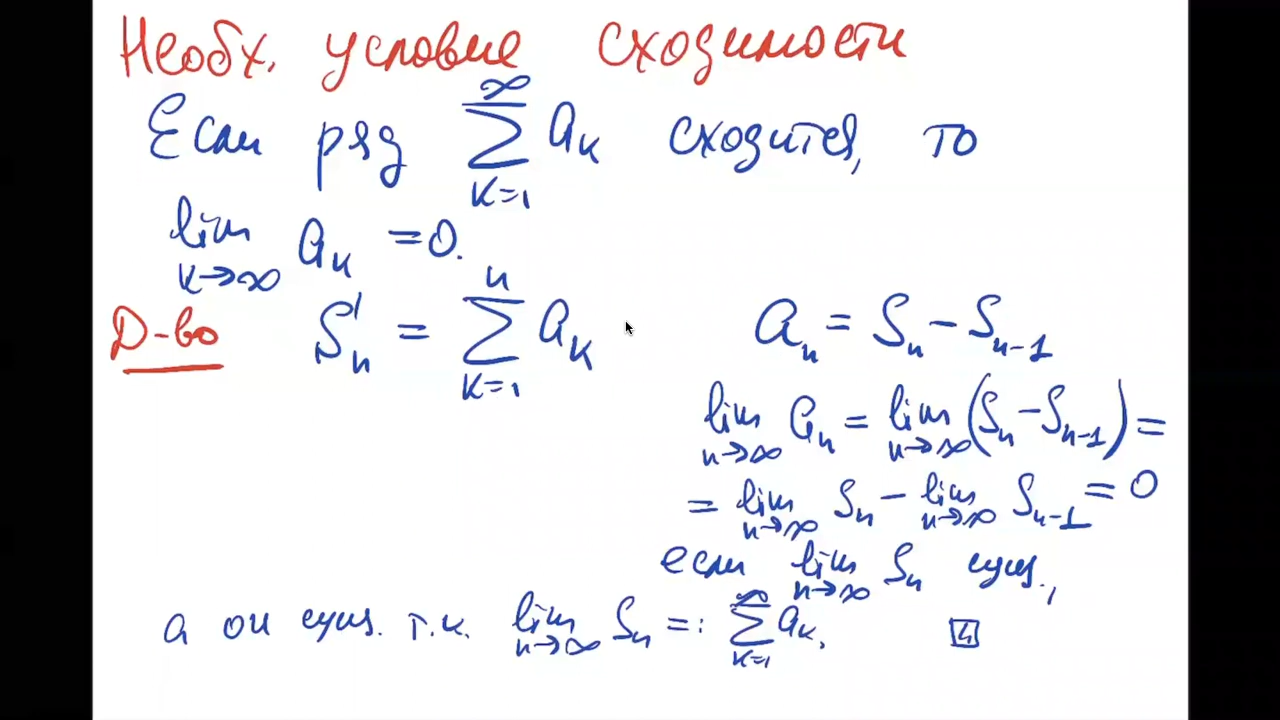 Необх. условие сходимости
Если ряд ∑_{k=1}^{∞} a_k сходится, то
lim_{k→∞} a_k = 0.
Д-во S_n = ∑_{k=1}^{n} a_k a_n = S_n − S_{n−1}
lim_{n→∞} a_n = lim_{n→∞} (S_n − S_{n−1}) =
= lim_{n→∞} S_n − lim_{n→∞} S_{n−1} = 0
если lim_{n→∞} S_n сущ.,
а он сущ. т.к. lim_{n→∞} S_n =: ∑_{k=1}^{∞} a_k.